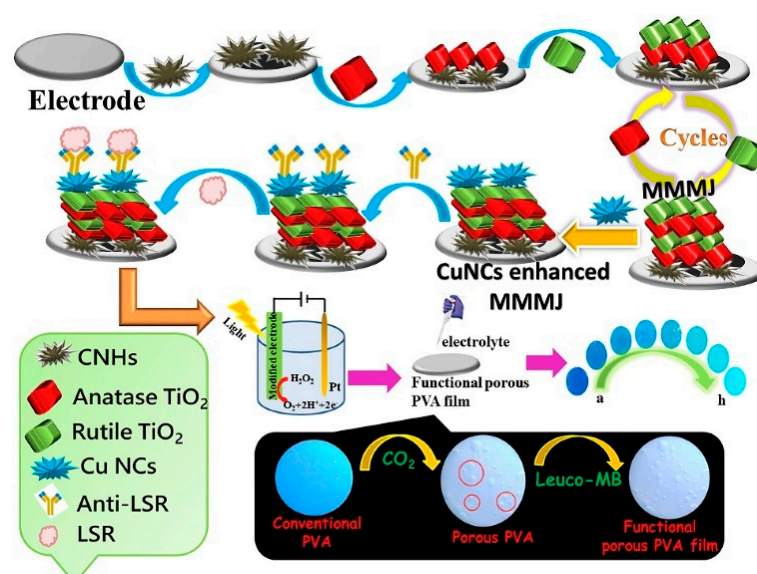 Electrode
Cycles
MMMJ
CuNCs enhanced
MMMJ
Light
Modified electrode
H₂O₂
O₂+2H⁺+2e
Pt
electrolyte
Functional porous
PVA film
a
h
CNHs
Anatase TiO₂
Rutile TiO₂
Cu NCs
Anti-LSR
LSR
CO₂
Leuco-MB
Conventional
PVA
Porous PVA
Functional
porous PVA film